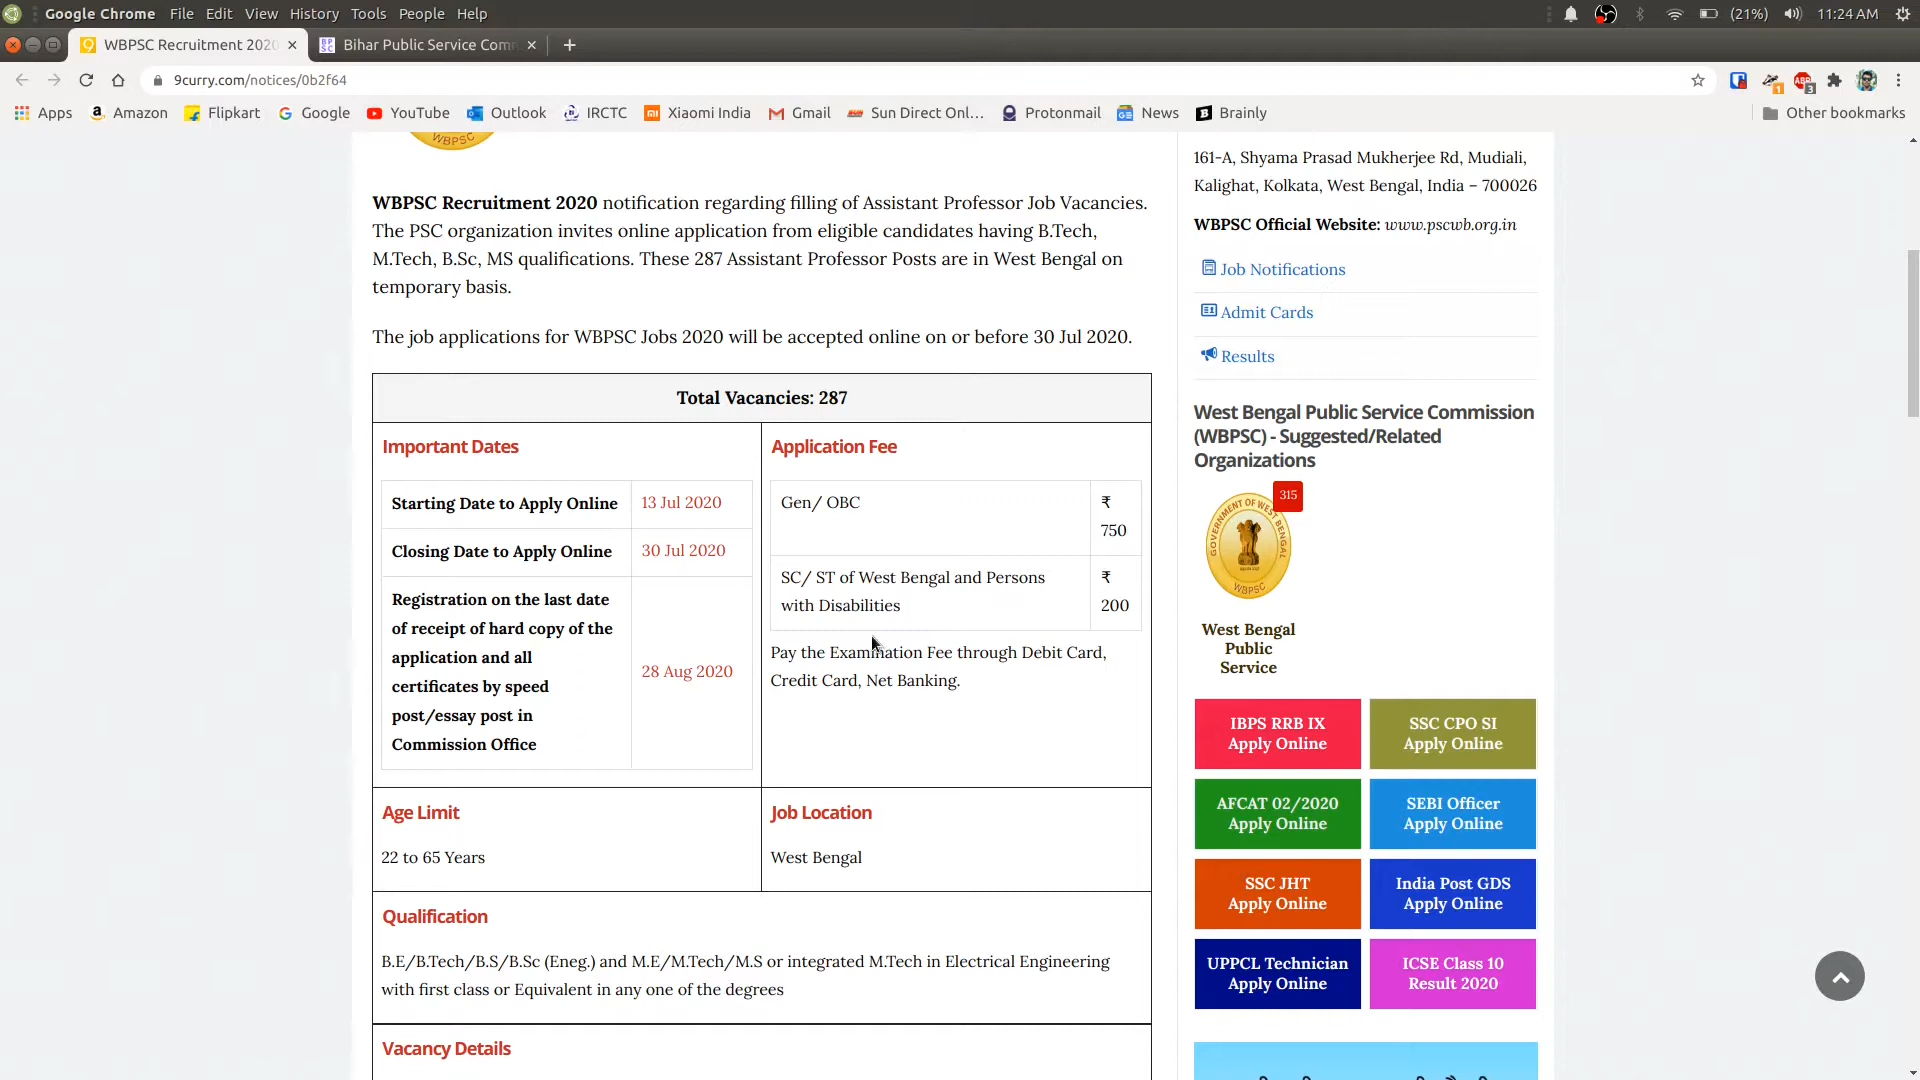 Google Chrome File Edit View History Tools People Help
(21%) 11:24 AM
WBPSC Recruitment 2020
Bihar Public Service Com
9curry.com/notices/0b2f64
Apps Amazon Flipkart Google YouTube Outlook IRCTC Xiaomi India Gmail Sun Direct Onl... Protonmail News Brainly Other bookmarks
WBPSC
WBPSC Recruitment 2020 notification regarding filling of Assistant Professor Job Vacancies.
The PSC organization invites online application from eligible candidates having B.Tech,
M.Tech, B.Sc, MS qualifications. These 287 Assistant Professor Posts are in West Bengal on
temporary basis.
The job applications for WBPSC Jobs 2020 will be accepted online on or before 30 Jul 2020.
Total Vacancies: 287
Important Dates
Starting Date to Apply Online 13 Jul 2020
Closing Date to Apply Online 30 Jul 2020
Registration on the last date
of receipt of hard copy of the
application and all
certificates by speed
post/essay post in
Commission Office
28 Aug 2020
Application Fee
Gen/ OBC
₹
750
SC/ ST of West Bengal and Persons
with Disabilities
₹
200
Pay the Examination Fee through Debit Card,
Credit Card, Net Banking.
Age Limit
22 to 65 Years
Job Location
West Bengal
Qualification
B.E/B.Tech/B.S/B.Sc (Eneg.) and M.E/M.Tech/M.S or integrated M.Tech in Electrical Engineering
with first class or Equivalent in any one of the degrees
Vacancy Details
161-A, Shyama Prasad Mukherjee Rd, Mudiali,
Kalighat, Kolkata, West Bengal, India – 700026
WBPSC Official Website: www.pscwb.org.in
Job Notifications
Admit Cards
Results
West Bengal Public Service Commission
(WBPSC) - Suggested/Related
Organizations
315
GOVERNMENT OF WEST BENGAL
WBPSC
West Bengal
Public
Service
IBPS RRB IX
Apply Online
SSC CPO SI
Apply Online
AFCAT 02/2020
Apply Online
SEBI Officer
Apply Online
SSC JHT
Apply Online
India Post GDS
Apply Online
UPPCL Technician
Apply Online
ICSE Class 10
Result 2020